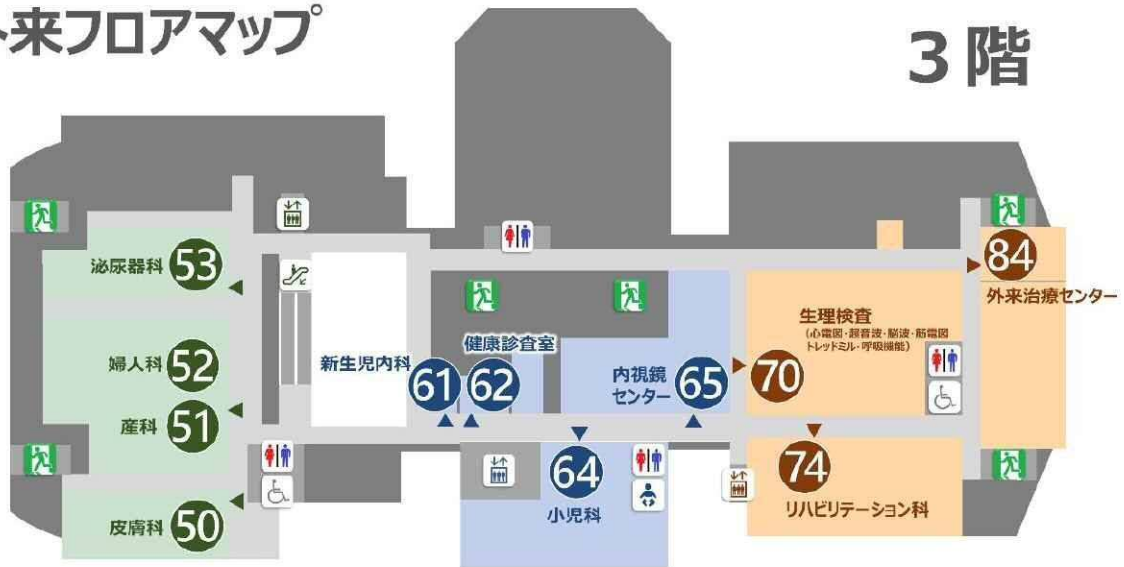 来フロアマップ
3階
泌尿器科 53
婦人科 52
産科 51
皮膚科 50
新生児内科
61
健康診査室
62
内視鏡
センター
65
64
小児科
生理検査
(心電図・超音波・脳波・筋電図
トレッドミル・呼吸機能)
70
74
リハビリテーション科
84
外来治療センター